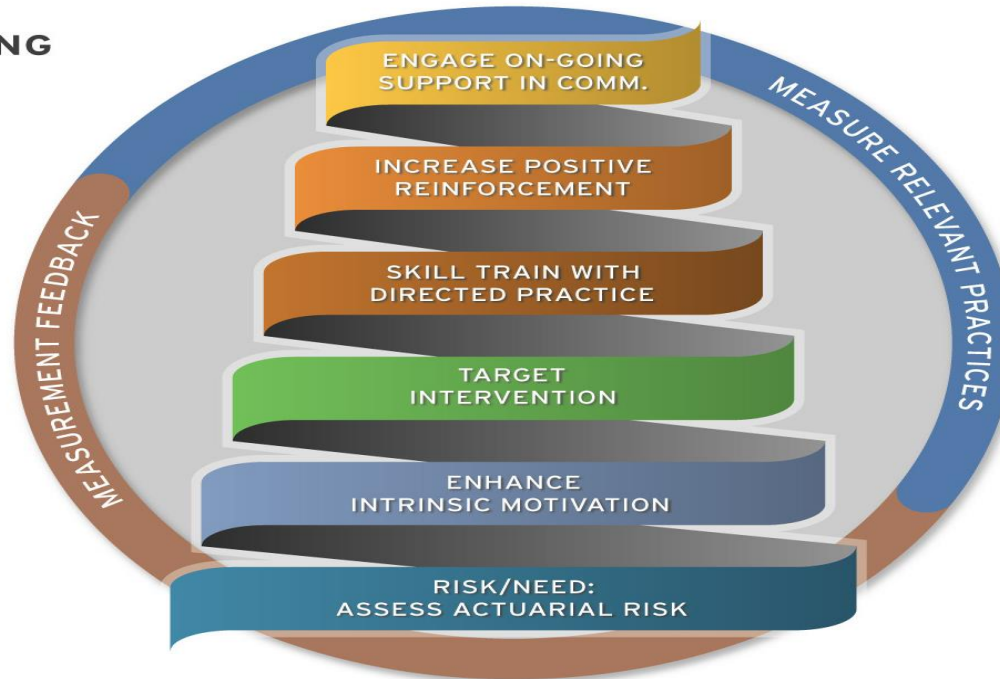 NG
ENGAGE ON-GOING
SUPPORT IN COMM.
INCREASE POSITIVE
REINFORCEMENT
SKILL TRAIN WITH
DIRECTED PRACTICE
TARGET
INTERVENTION
ENHANCE
INTRINSIC MOTIVATION
RISK/NEED:
ASSESS ACTUARIAL RISK
MEASURE RELEVANT PRACTICES
MEASUREMENT FEEDBACK